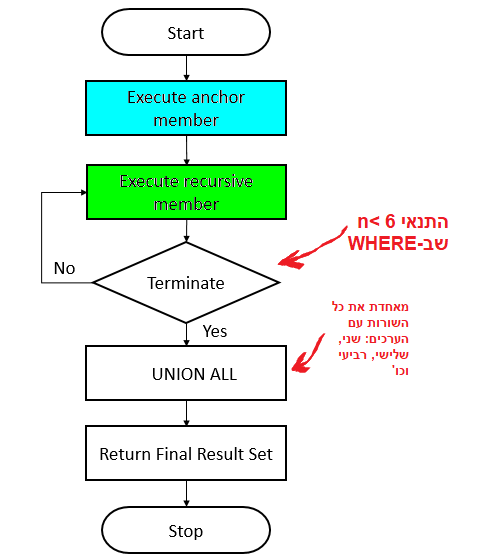 Start
Execute anchor
member
Execute recursive
member
התנאי n< 6
שב-WHERE
No
Terminate
Yes
מאחדת את כל
השורות עם
הערכים: שני,
שלישי, רביעי
וכו'
UNION ALL
Return Final Result Set
Stop